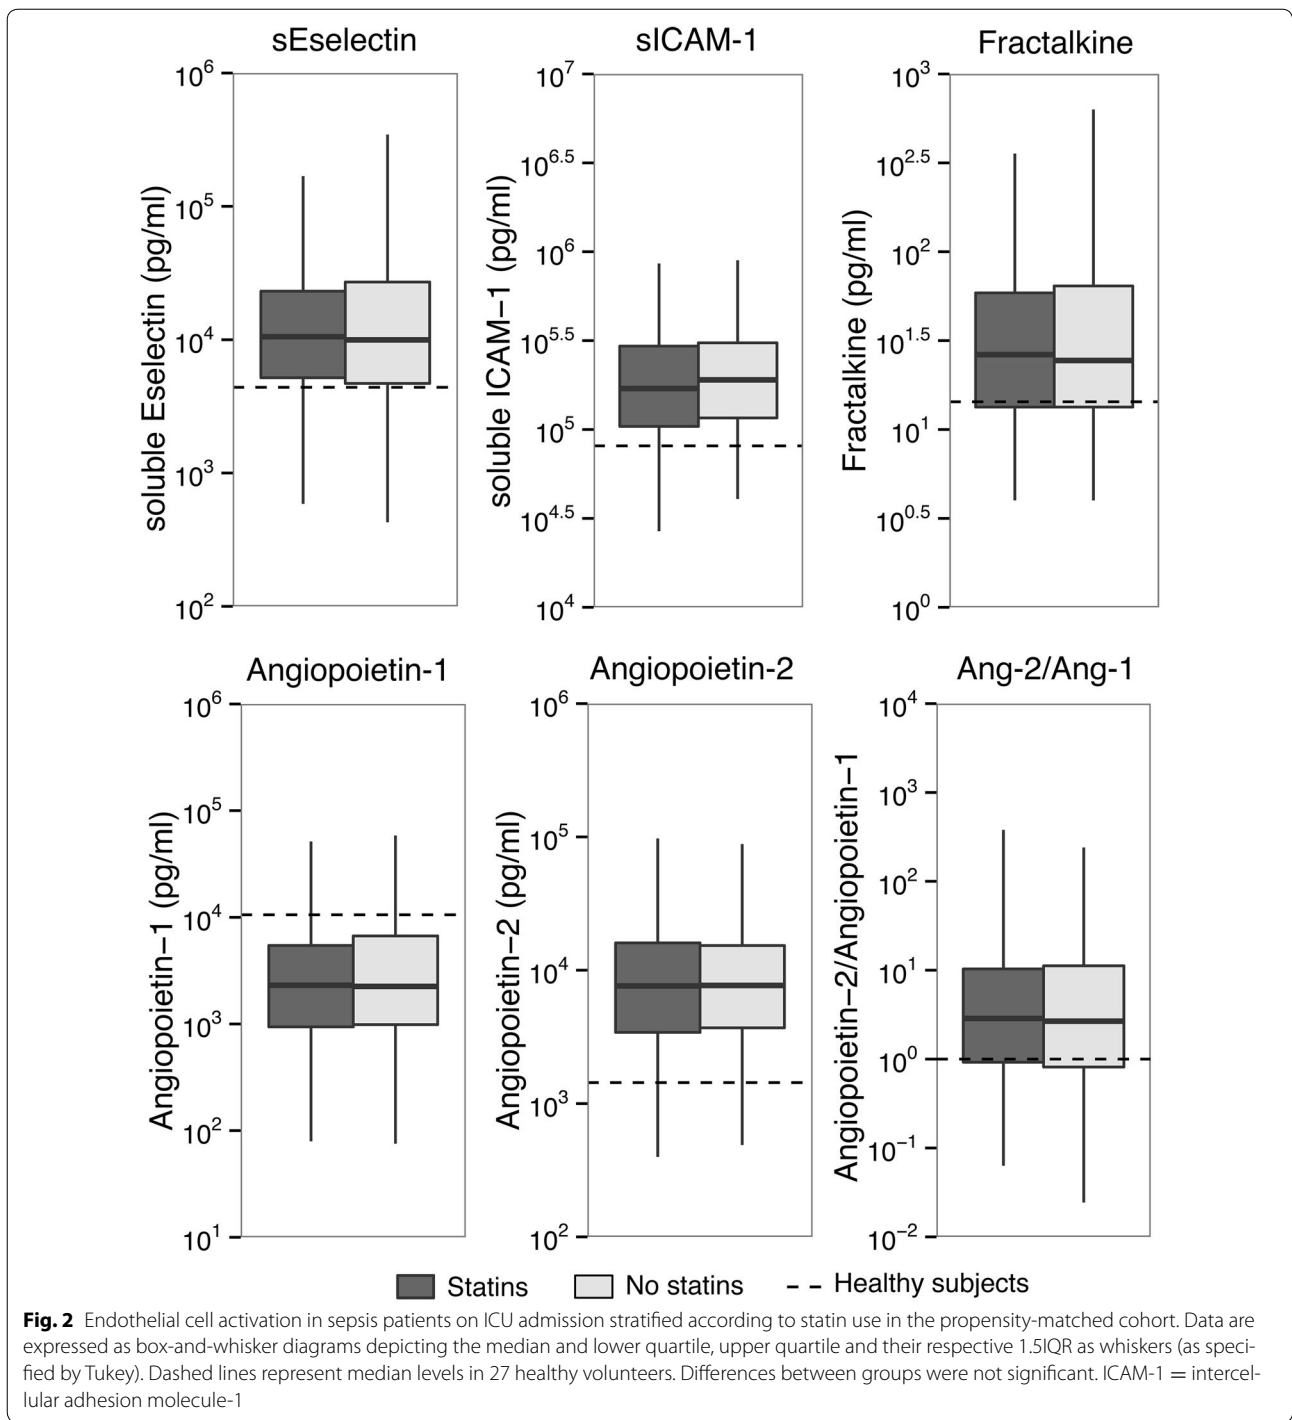 sEselectin
soluble Eselectin (pg/ml)
10^6
10^5
10^4
10^3
10^2
sICAM-1
soluble ICAM−1 (pg/ml)
10^7
10^6.5
10^6
10^5.5
10^5
10^4.5
10^4
Fractalkine
Fractalkine (pg/ml)
10^3
10^2.5
10^2
10^1.5
10^1
10^0.5
10^0
Angiopoietin-1
Angiopoietin−1 (pg/ml)
10^6
10^5
10^4
10^3
10^2
10^1
Angiopoietin-2
Angiopoietin−2 (pg/ml)
10^6
10^5
10^4
10^3
10^2
Ang-2/Ang-1
Angiopoietin−2/Angiopoietin−1
10^4
10^3
10^2
10^1
10^0
10^−1
10^−2
Statins No statins Healthy subjects
Fig. 2 Endothelial cell activation in sepsis patients on ICU admission stratified according to statin use in the propensity-matched cohort. Data are
expressed as box-and-whisker diagrams depicting the median and lower quartile, upper quartile and their respective 1.5IQR as whiskers (as speci-
fied by Tukey). Dashed lines represent median levels in 27 healthy volunteers. Differences between groups were not significant. ICAM-1 = intercel-
lular adhesion molecule-1